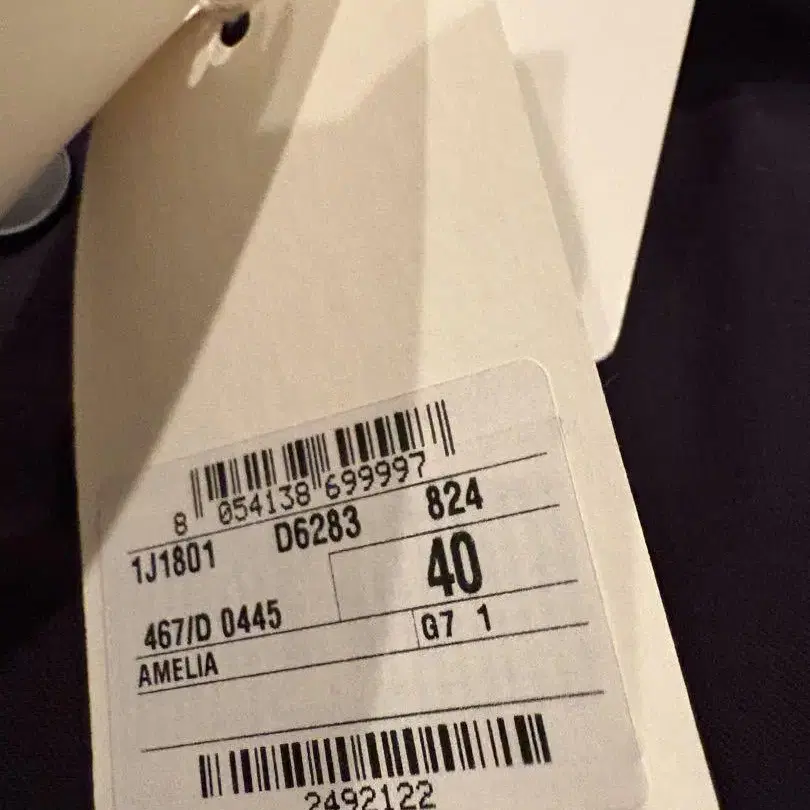 8 054138 699997
1J1801 D6283 824
467/D 0445 40
AMELIA G7 1
2492122